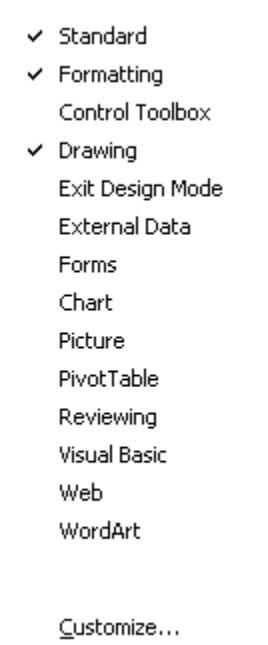 Standard
Formatting
Control Toolbox
Drawing
Exit Design Mode
External Data
Forms
Chart
Picture
PivotTable
Reviewing
Visual Basic
Web
WordArt
Customize...